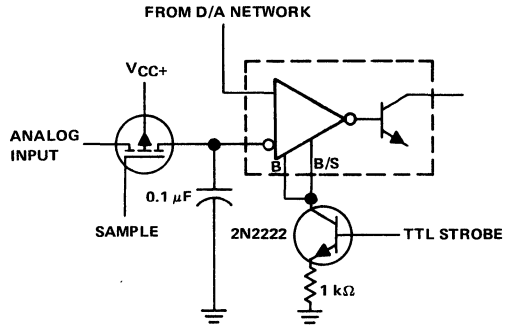 FROM D/A NETWORK
VCC+
ANALOG
INPUT
B
B/S
0.1 μF
SAMPLE
2N2222
TTL STROBE
1 kΩ